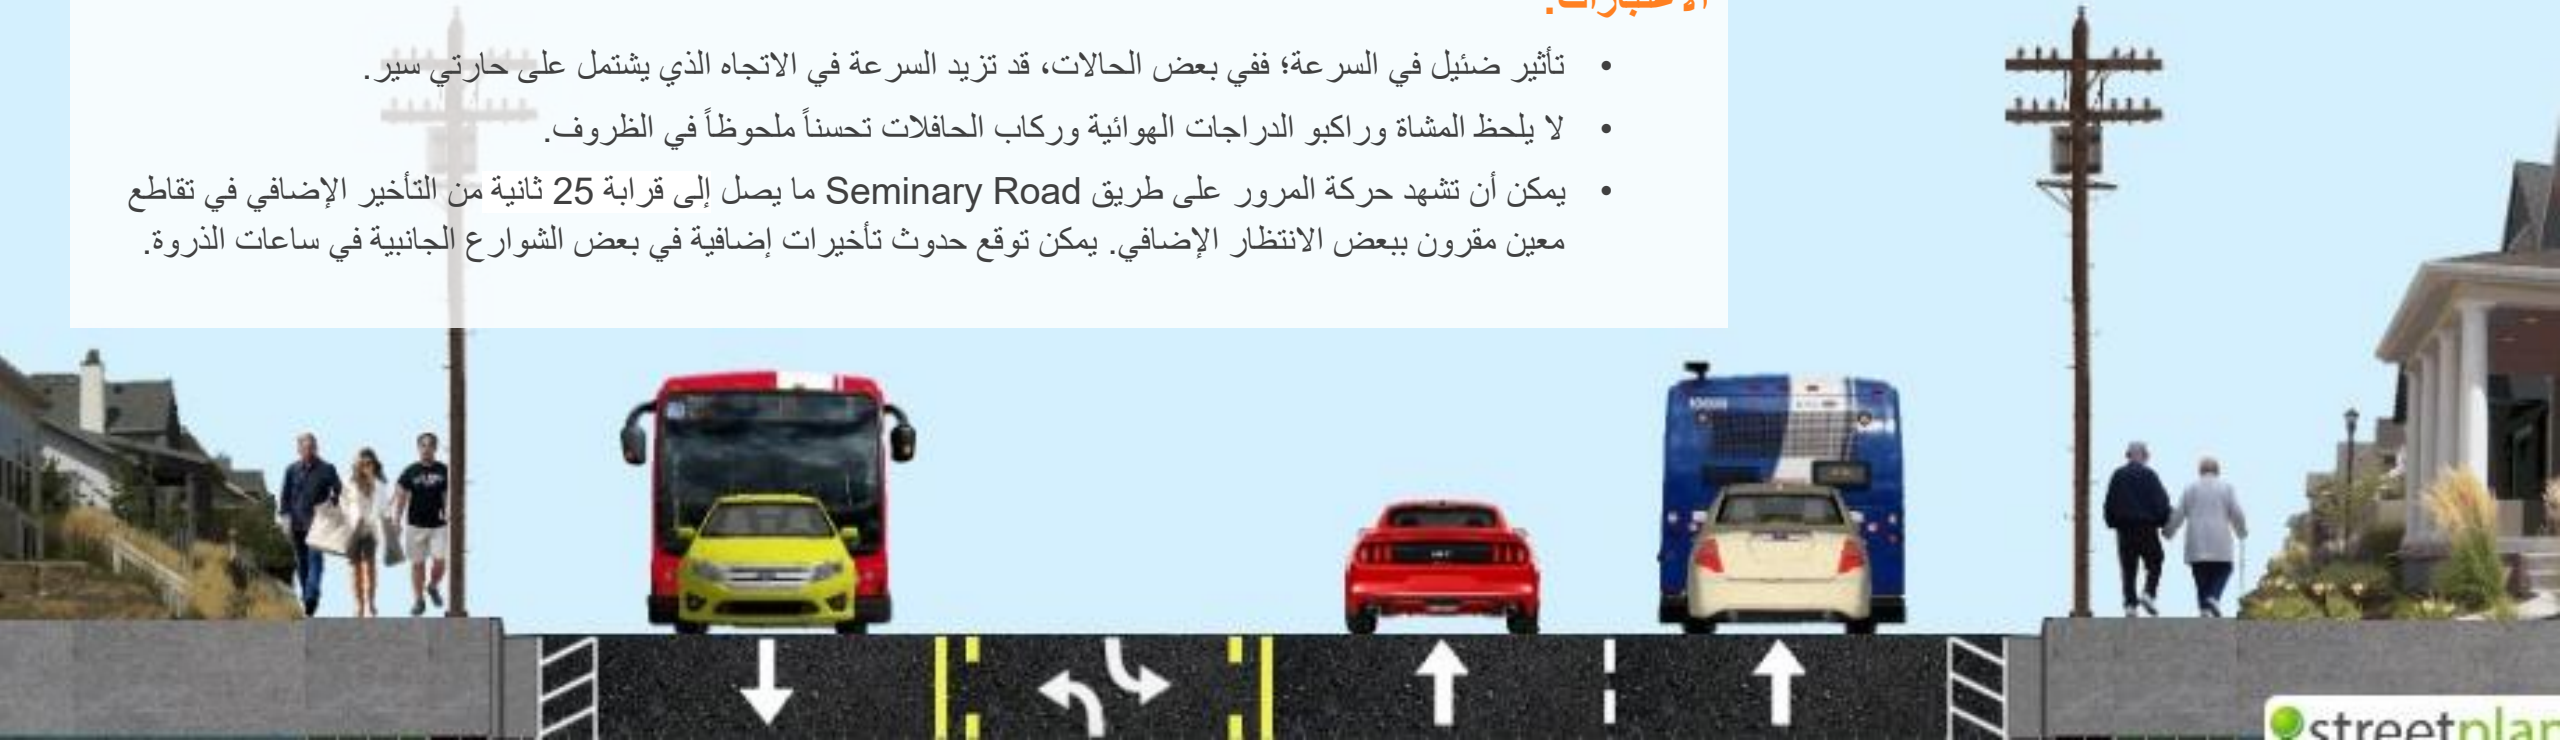 الاعتبارات:
• تأثير ضئيل في السرعة؛ ففي بعض الحالات، قد تزيد السرعة في الاتجاه الذي يشتمل على حارتي سير.
• لا يلحظ المشاة وراكبو الدراجات الهوائية وركاب الحافلات تحسناً ملحوظاً في الظروف.
• يمكن أن تشهد حركة المرور على طريق Seminary Road ما يصل إلى قرابة 25 ثانية من التأخير الإضافي في تقاطع
معين مقرون ببعض الانتظار الإضافي. يمكن توقع حدوث تأخيرات إضافية في بعض الشوارع الجانبية في ساعات الذروة.
streetplan